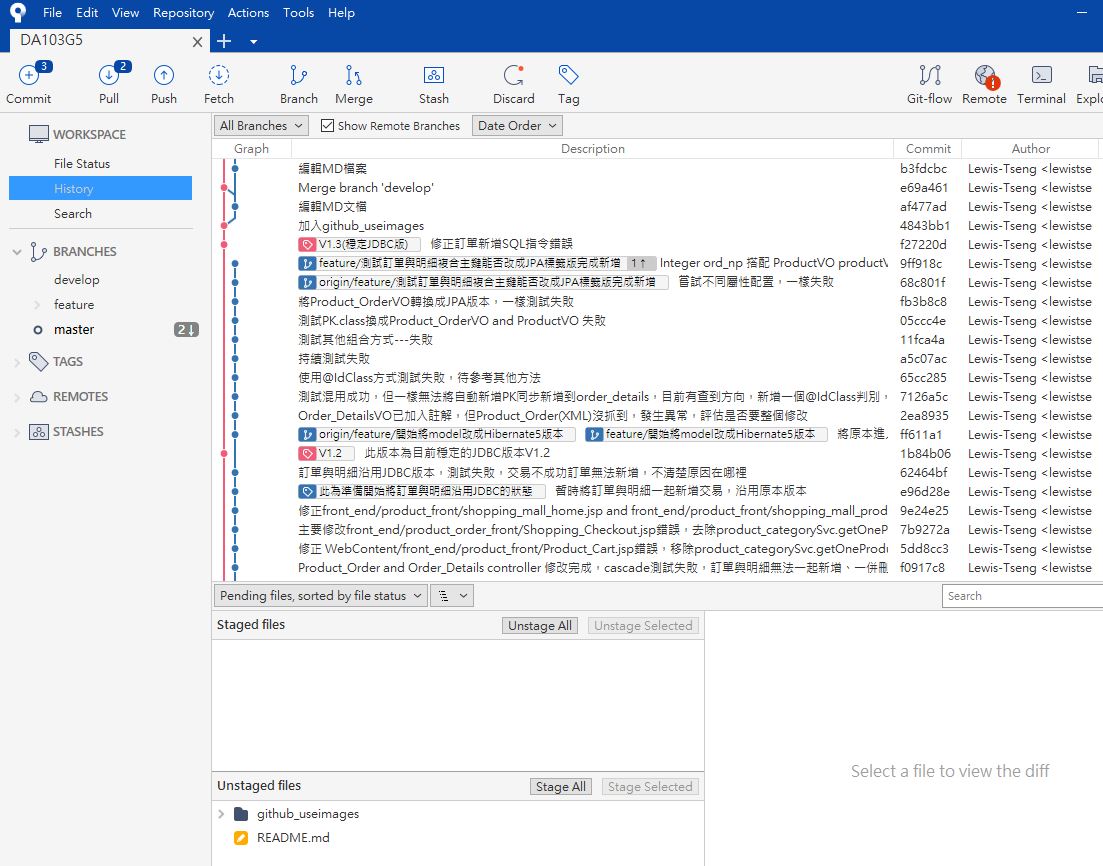 File Edit View Repository Actions Tools Help
DA103G5
3 2
Commit Pull Push Fetch Branch Merge Stash Discard Tag Git-flow Remote Terminal Explo
WORKSPACE
File Status
History
Search
BRANCHES
develop
feature
master 2↓
TAGS
REMOTES
STASHES
All Branches Show Remote Branches Date Order
Graph Description Commit Author
編輯MD檔案 b3fdcbc Lewis-Tseng <lewistse
Merge branch 'develop' e69a461 Lewis-Tseng <lewistse
編輯MD文檔 af477ad Lewis-Tseng <lewistse
加入github_useimages 4843bb1 Lewis-Tseng <lewistse
V1.3(穩定JDBC版) 修正訂單新增SQL指令錯誤 f27220d Lewis-Tseng <lewistse
feature/測試訂單與明細複合主鍵能否改成JPA標籤版完成新增 1↑ Integer ord_np 搭配 ProductVO product\ 9ff918c Lewis-Tseng <lewistse
origin/feature/測試訂單與明細複合主鍵能否改成JPA標籤版完成新增 嘗試不同屬性配置，一樣失敗 68c801f Lewis-Tseng <lewistse
將Product_OrderVO轉換成JPA版本，一樣測試失敗 fb3b8c8 Lewis-Tseng <lewistse
測試PK.class換成Product_OrderVO and ProductVO 失敗 05ccc4e Lewis-Tseng <lewistse
測試其他組合方式---失敗 11fca4a Lewis-Tseng <lewistse
持續測試失敗 a5c07ac Lewis-Tseng <lewistse
使用@IdClass方式測試失敗，待參考其他方法 65cc285 Lewis-Tseng <lewistse
測試混用成功，但一樣無法將自動新增PK同步新增到order_details，目前有查到方向，新增一個@IdClass判別， 7126a5c Lewis-Tseng <lewistse
Order_DetailsVO已加入註解，但Product_Order(XML)沒抓到，發生異常，評估是否要整個修改 2ea8935 Lewis-Tseng <lewistse
origin/feature/開始將model改成Hibernate5版本 feature/開始將model改成Hibernate5版本 將原本進 ff611a1 Lewis-Tseng <lewistse
V1.2 此版本為目前穩定的JDBC版本V1.2 1b84b06 Lewis-Tseng <lewistse
訂單與明細沿用JDBC版本，測試失敗，交易不成功訂單無法新增，不清楚原因在哪裡 62464bf Lewis-Tseng <lewistse
此為準備開始將訂單與明細沿用JDBC的狀態 暫時將訂單與明細一起新增交易，沿用原本版本 e96d28e Lewis-Tseng <lewistse
修正front_end/product_front/shopping_mall_home.jsp and front_end/product_front/shopping_mall_prod 9e24e25 Lewis-Tseng <lewistse
主要修改front_end/product_order_front/Shopping_Checkout.jsp錯誤，去除product_categorySvc.getOneP 7b9272a Lewis-Tseng <lewistse
修正 WebContent/front_end/product_front/Product_Cart.jsp錯誤，移除product_categorySvc.getOneProdu 5dd8cc3 Lewis-Tseng <lewistse
Product_Order and Order_Details controller 修改完成，cascade測試失敗，訂單與明細無法一起新增、一併刪 f0917c8 Lewis-Tseng <lewistse
Pending files, sorted by file status Search
Staged files Unstage All Unstage Selected
Select a file to view the diff
Unstaged files Stage All Stage Selected
github_useimages
README.md